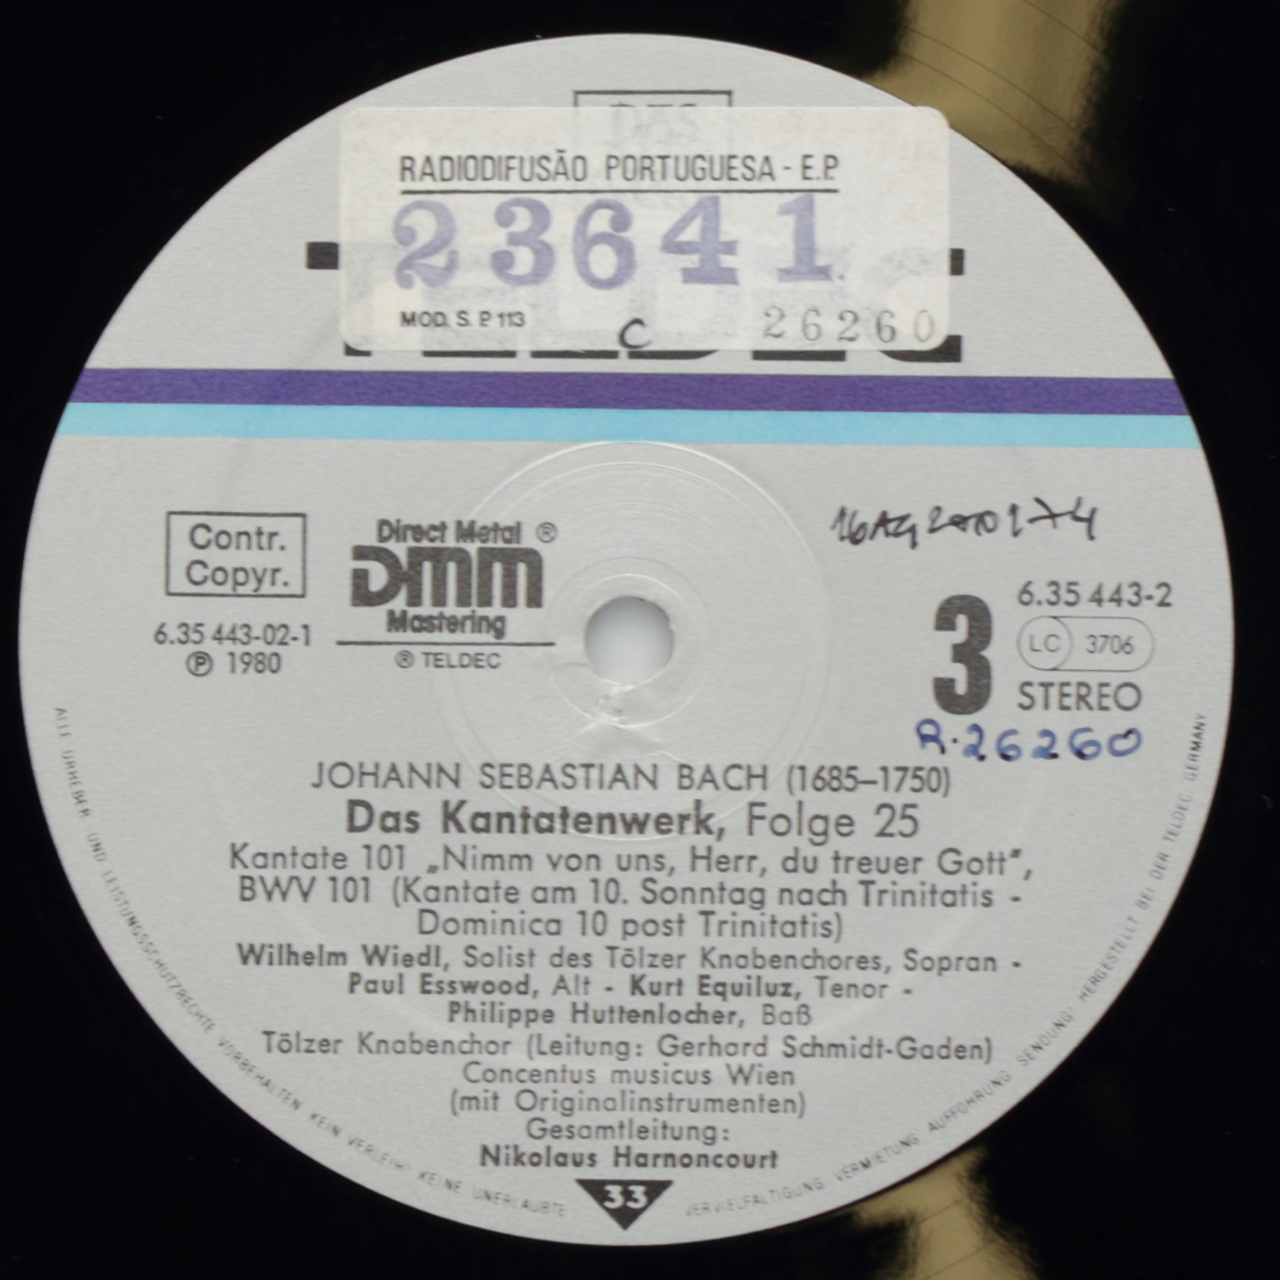 DAS
RADIODIFUSÃO PORTUGUESA - E.P.
23641
MOD. S. P 113
C
26260
TELDEC
Contr.
Copyr.
6.35 443-02-1
℗ 1980
Direct Metal ®
DMM
Mastering
® TELDEC
3
6.35 443-2
LC 3706
STEREO
R.26260
JOHANN SEBASTIAN BACH (1685–1750)
Das Kantatenwerk, Folge 25
Kantate 101 „Nimm von uns, Herr, du treuer Gott“,
BWV 101 (Kantate am 10. Sonntag nach Trinitatis -
Dominica 10 post Trinitatis)
Wilhelm Wiedl, Solist des Tölzer Knabenchores, Sopran -
Paul Esswood, Alt - Kurt Equiluz, Tenor -
Philippe Huttenlocher, Baß
Tölzer Knabenchor (Leitung: Gerhard Schmidt-Gaden)
Concentus musicus Wien
(mit Originalinstrumenten)
Gesamtleitung:
Nikolaus Harnoncourt
33
ALLE URHEBER UND LEISTUNGSSCHUTZRECHTE VORBEHALTEN KEIN VERLEIH! KEINE UNERLAUBTE VERVIELFÄLTIGUNG, VERMIETUNG, AUFFÜHRUNG, SENDUNG! HERGESTELLT BEI DER TELDEC GERMANY